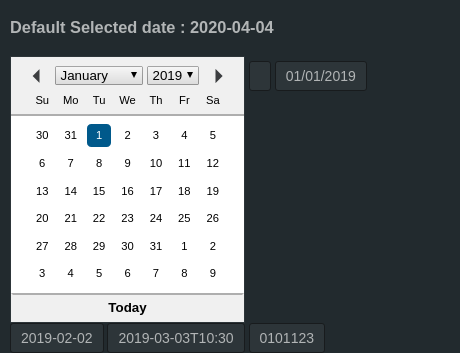 Default Selected date : 2020-04-04
January 2019 01/01/2019
Su Mo Tu We Th Fr Sa
30 31 1 2 3 4 5
6 7 8 9 10 11 12
13 14 15 16 17 18 19
20 21 22 23 24 25 26
27 28 29 30 31 1 2
3 4 5 6 7 8 9
Today
2019-02-02 2019-03-03T10:30 0101123